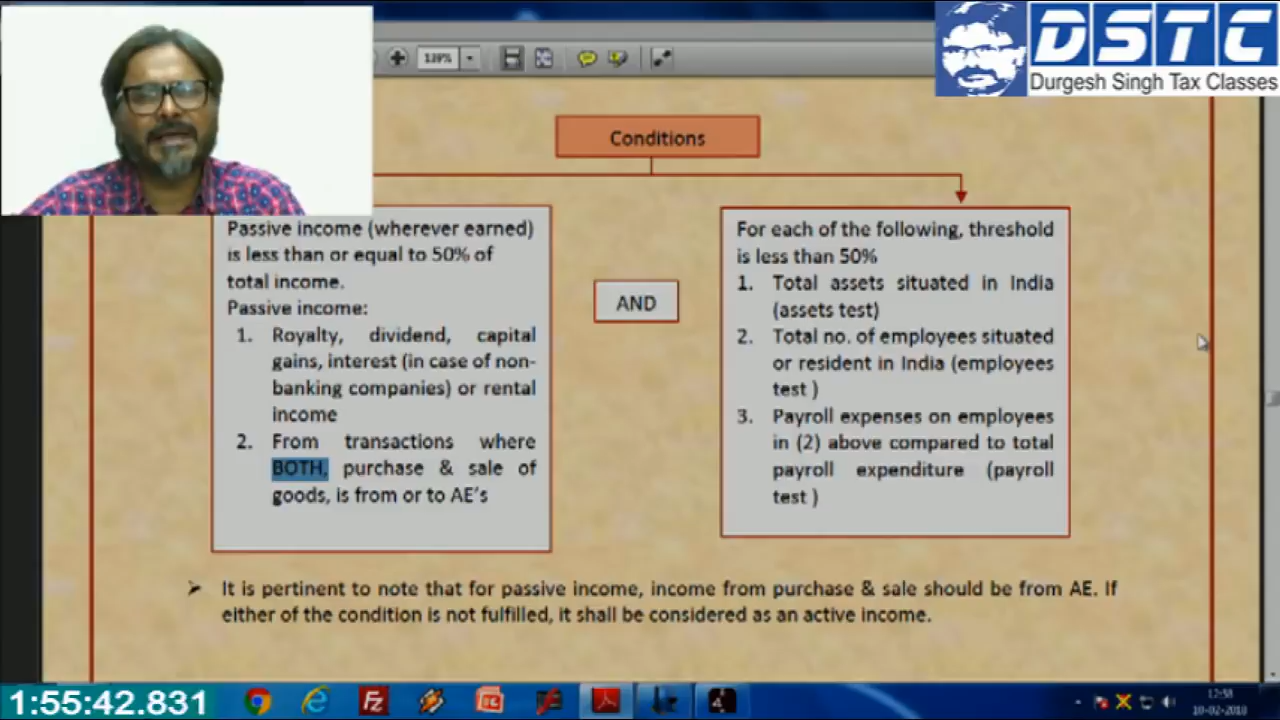 DSTC
Durgesh Singh Tax Classes
139%
Conditions
Passive income (wherever earned)
is less than or equal to 50% of
total income.
Passive income:
1. Royalty, dividend, capital
gains, interest (in case of non-
banking companies) or rental
income
2. From transactions where
BOTH, purchase & sale of
goods, is from or to AE's
AND
For each of the following, threshold
is less than 50%
1. Total assets situated in India
(assets test)
2. Total no. of employees situated
or resident in India (employees
test )
3. Payroll expenses on employees
in (2) above compared to total
payroll expenditure (payroll
test )
➢ It is pertinent to note that for passive income, income from purchase & sale should be from AE. If
either of the condition is not fulfilled, it shall be considered as an active income.
1:55:42.831
Fz
12:58
10-02-2018